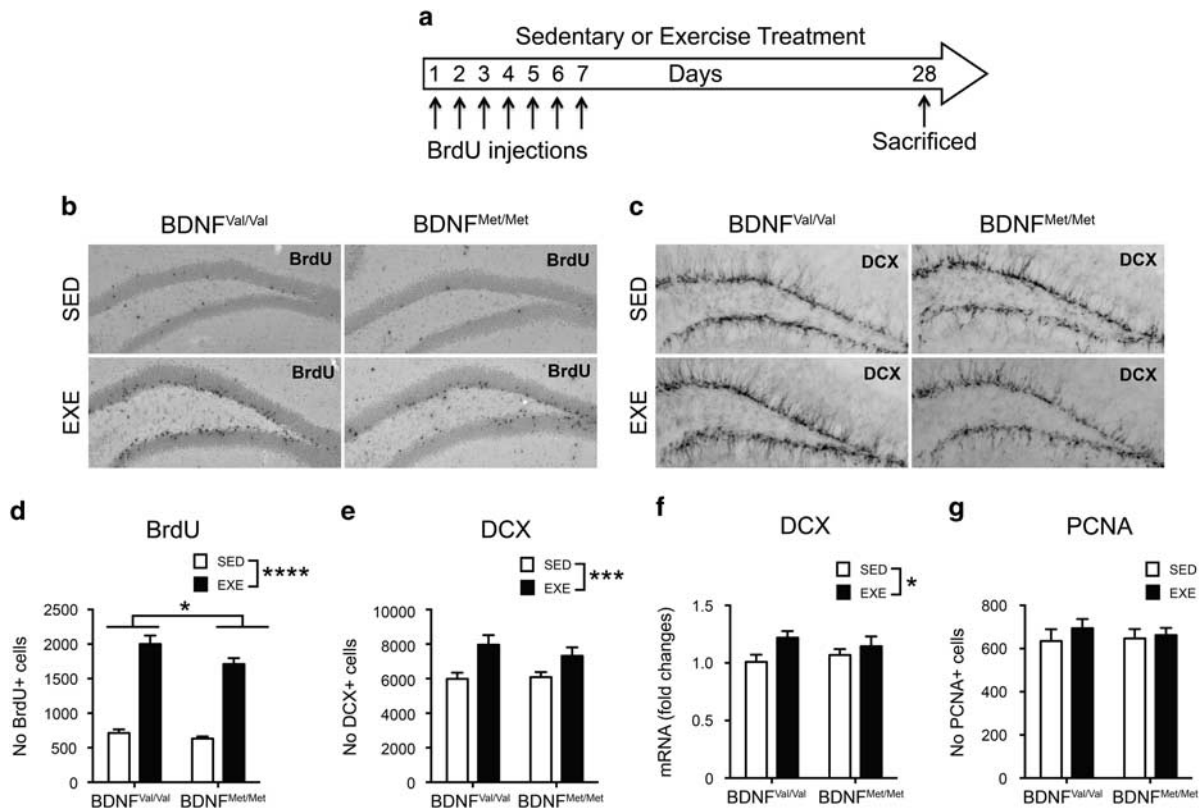 a
Sedentary or Exercise Treatment
1 2 3 4 5 6 7 Days 28
BrdU injections Sacrificed
b
BDNF^Val/Val BDNF^Met/Met
SED
BrdU BrdU
EXE
BrdU BrdU
c
BDNF^Val/Val BDNF^Met/Met
SED
DCX DCX
EXE
DCX DCX
d
BrdU
SED
EXE
****
*
No BrdU+ cells
2500
2000
1500
1000
500
0
BDNF^Val/Val BDNF^Met/Met
e
DCX
SED
EXE
***
No DCX+ cells
10000
8000
6000
4000
2000
0
BDNF^Val/Val BDNF^Met/Met
f
DCX
SED
EXE
*
mRNA (fold changes)
1.5
1.0
0.5
0
BDNF^Val/Val BDNF^Met/Met
g
PCNA
SED
EXE
No PCNA+ cells
800
600
400
200
0
BDNF^Val/Val BDNF^Met/Met